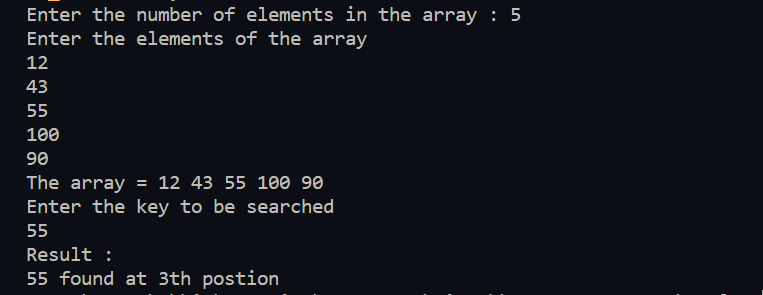 Enter the number of elements in the array : 5
Enter the elements of the array
12
43
55
100
90
The array = 12 43 55 100 90
Enter the key to be searched
55
Result :
55 found at 3th postion